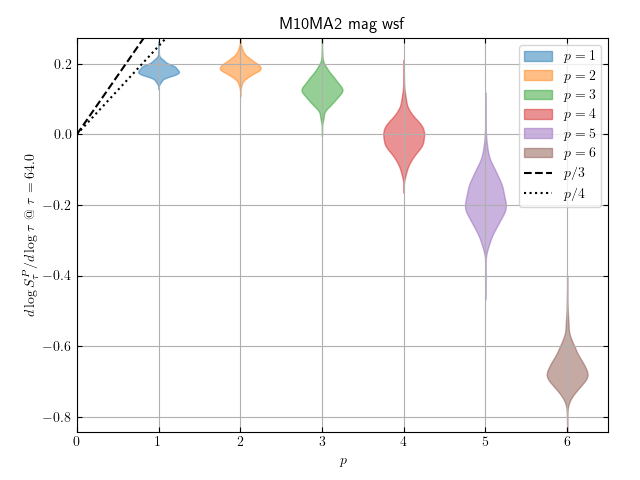 M10MA2 mag wsf
0.2
0.0
−0.2
−0.4
−0.6
−0.8
d log S_τ^P / d log τ @ τ = 64.0
0 1 2 3 4 5 6
p
p = 1
p = 2
p = 3
p = 4
p = 5
p = 6
p/3
p/4